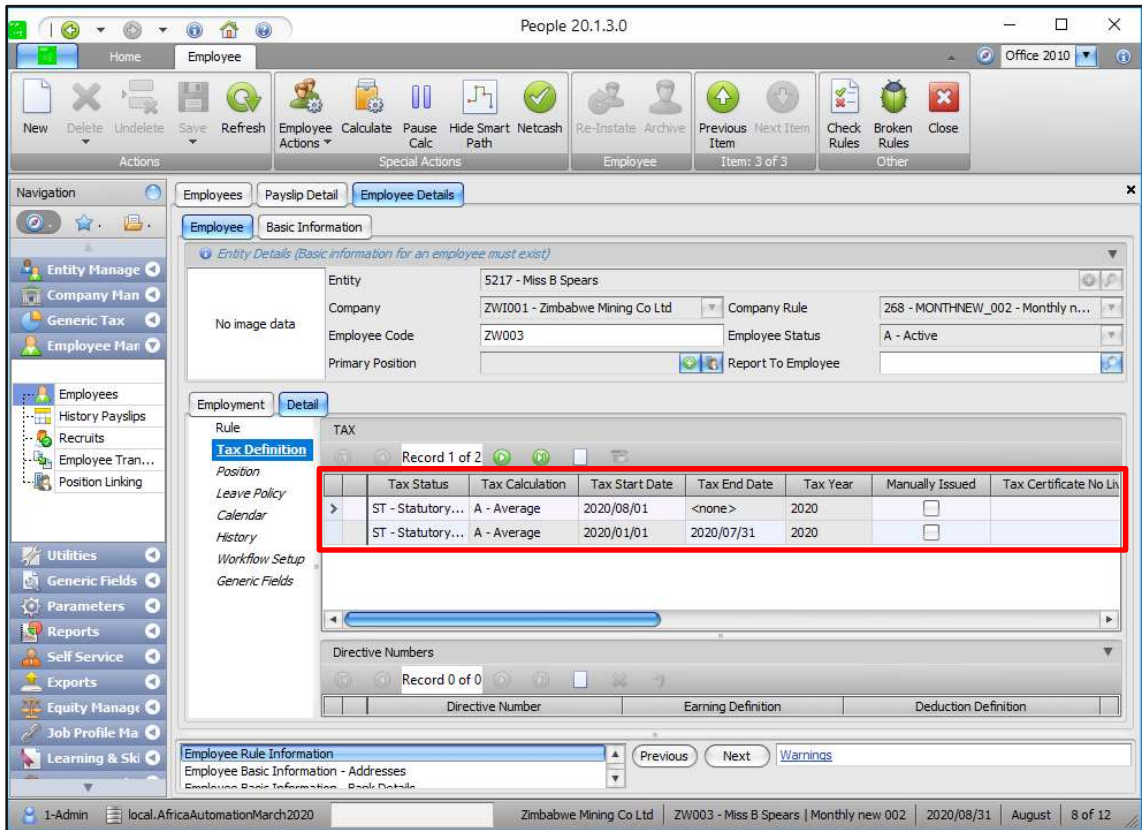 People 20.1.3.0
Home Employee Office 2010
New Delete Undelete Save Refresh Employee Actions Calculate Pause Calc Hide Smart Path Netcash Re-Instate Archive Previous Item Next Item Check Rules Broken Rules Close
Actions Special Actions Employee Item: 3 of 3 Other
Navigation Employees Payslip Detail Employee Details x
Employee Basic Information
Entity Details (Basic information for an employee must exist)
Entity Manage
Company Man
Generic Tax
Employee Man
Employees
History Payslips
Recruits
Employee Tran...
Position Linking
Utilities
Generic Fields
Parameters
Reports
Self Service
Exports
Equity Manage
Job Profile Ma
Learning & Ski
No image data
Entity 5217 - Miss B Spears
Company ZWI001 - Zimbabwe Mining Co Ltd Company Rule 268 - MONTHNEW_002 - Monthly n...
Employee Code ZW003 Employee Status A - Active
Primary Position Report To Employee
Employment Detail
Rule
Tax Definition
Position
Leave Policy
Calendar
History
Workflow Setup
Generic Fields
TAX
Record 1 of 2
Tax Status Tax Calculation Tax Start Date Tax End Date Tax Year Manually Issued Tax Certificate No Liv
ST - Statutory... A - Average 2020/08/01 <none> 2020
ST - Statutory... A - Average 2020/01/01 2020/07/31 2020
Directive Numbers
Record 0 of 0
Directive Number Earning Definition Deduction Definition
Employee Rule Information
Employee Basic Information - Addresses
Employee Basic Information - Bank Details
Previous Next Warnings
1-Admin local.AfricaAutomationMarch2020 Zimbabwe Mining Co Ltd ZW003 - Miss B Spears | Monthly new 002 2020/08/31 August 8 of 12